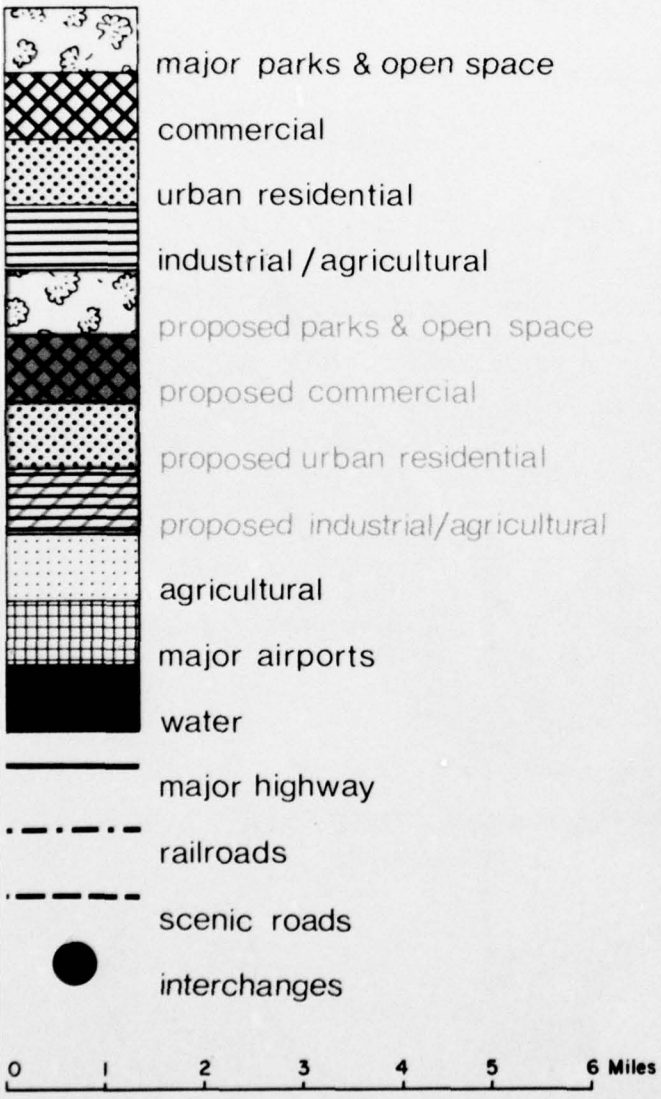 major parks & open space
commercial
urban residential
industrial/agricultural
proposed parks & open space
proposed commercial
proposed urban residential
proposed industrial/agricultural
agricultural
major airports
water
major highway
railroads
scenic roads
interchanges
0 1 2 3 4 5 6 Miles